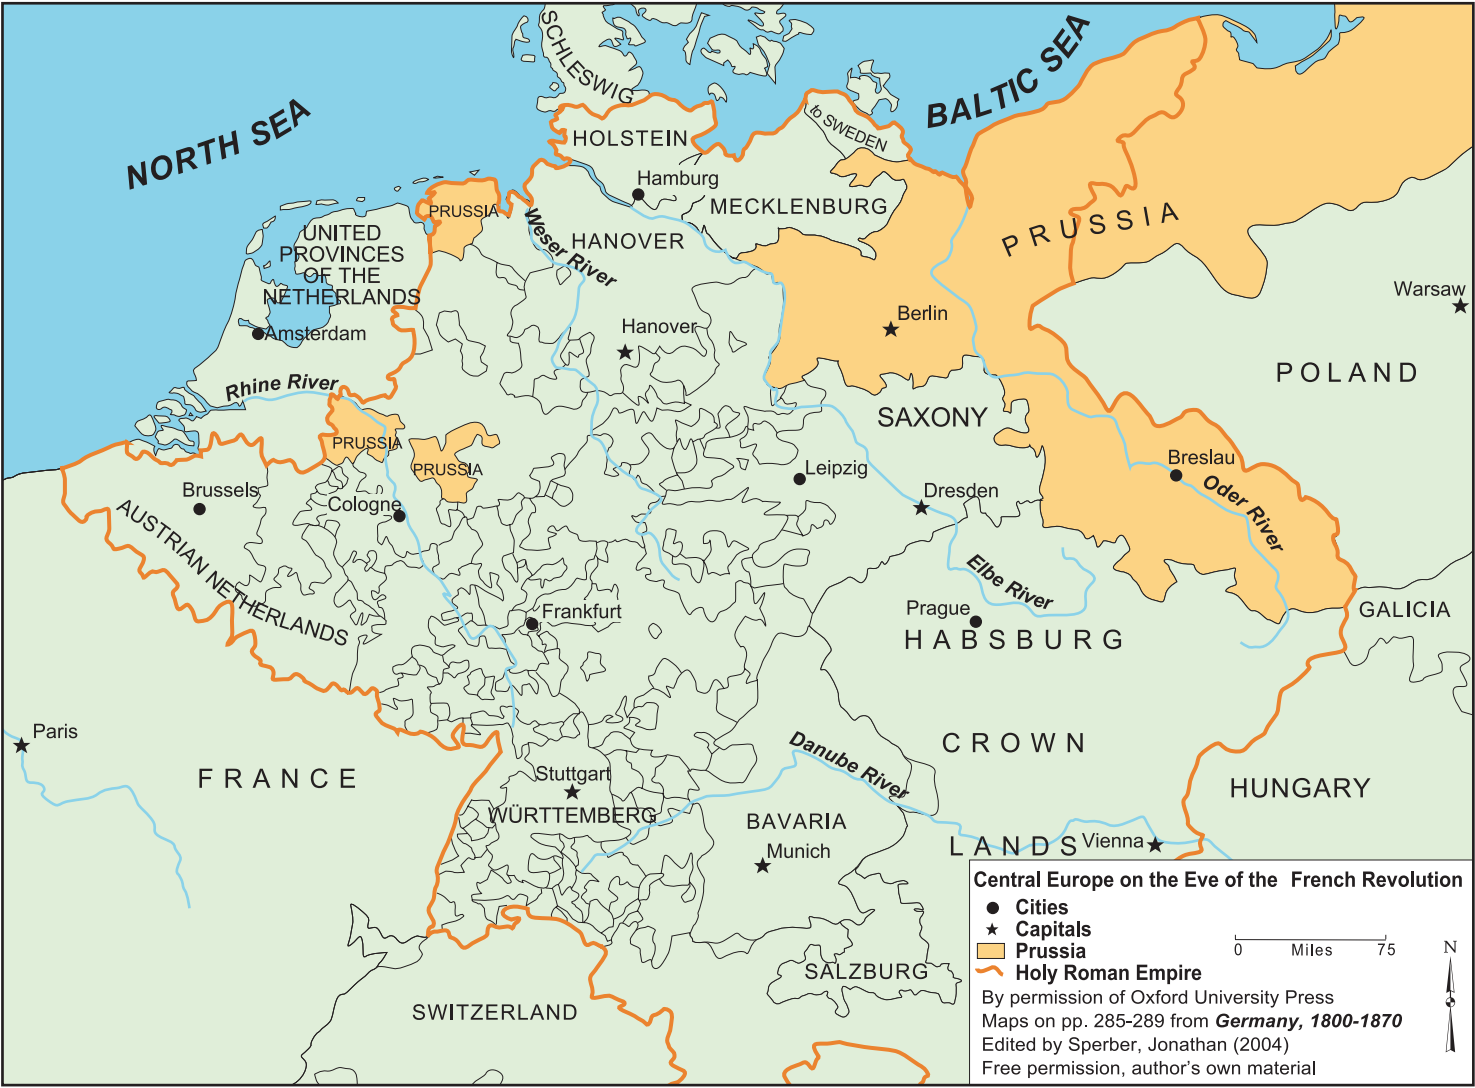 SCHLESWIG
NORTH SEA
BALTIC SEA
to SWEDEN
HOLSTEIN
Hamburg
MECKLENBURG
PRUSSIA
PRUSSIA
Weser River
HANOVER
UNITED
PROVINCES
OF THE
NETHERLANDS
Warsaw
Berlin
Hanover
Amsterdam
POLAND
Rhine River
SAXONY
PRUSSIA
PRUSSIA
Breslau
Leipzig
Oder River
Brussels
Cologne
Dresden
AUSTRIAN NETHERLANDS
Elbe River
Prague
Frankfurt
GALICIA
HABSBURG
Paris
CROWN
Danube River
FRANCE
Stuttgart
HUNGARY
WÜRTTEMBERG
BAVARIA
LANDS
Vienna
Munich
SALZBURG
SWITZERLAND
Central Europe on the Eve of the French Revolution
Cities
Capitals
Prussia
0 Miles 75
N
Holy Roman Empire
By permission of Oxford University Press
Maps on pp. 285-289 from Germany, 1800-1870
Edited by Sperber, Jonathan (2004)
Free permission, author's own material